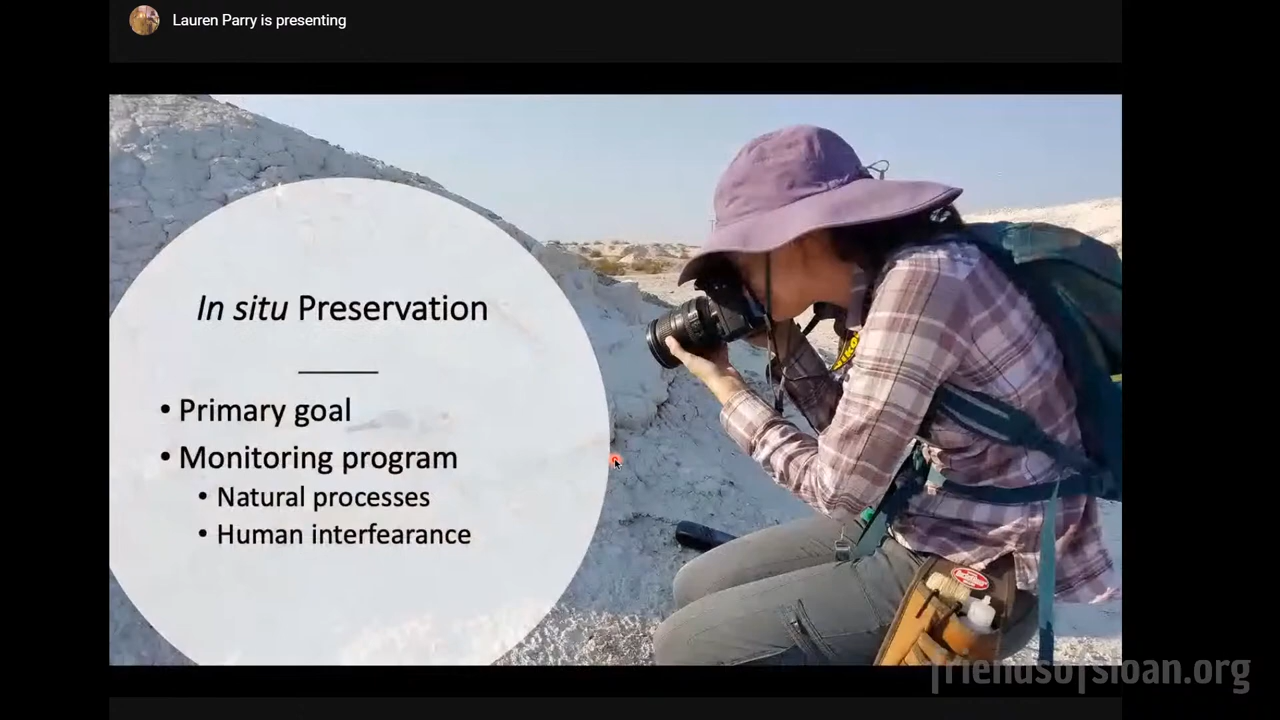 Lauren Parry is presenting
In situ Preservation
• Primary goal
• Monitoring program
• Natural processes
• Human interfearance
friendsofsloan.org